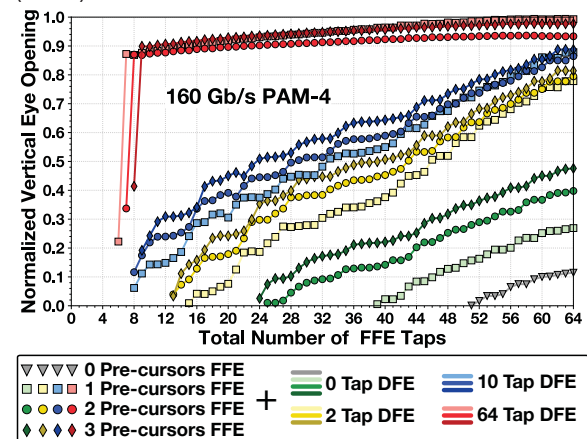 Normalized Vertical Eye Opening
1.0
0.9
0.8
0.7
0.6
0.5
0.4
0.3
0.2
0.1
0.0
160 Gb/s PAM-4
0 4 8 12 16 20 24 28 32 36 40 44 48 52 56 60 64
Total Number of FFE Taps
0 Pre-cursors FFE
1 Pre-cursors FFE
2 Pre-cursors FFE
3 Pre-cursors FFE
+
0 Tap DFE
2 Tap DFE
10 Tap DFE
64 Tap DFE